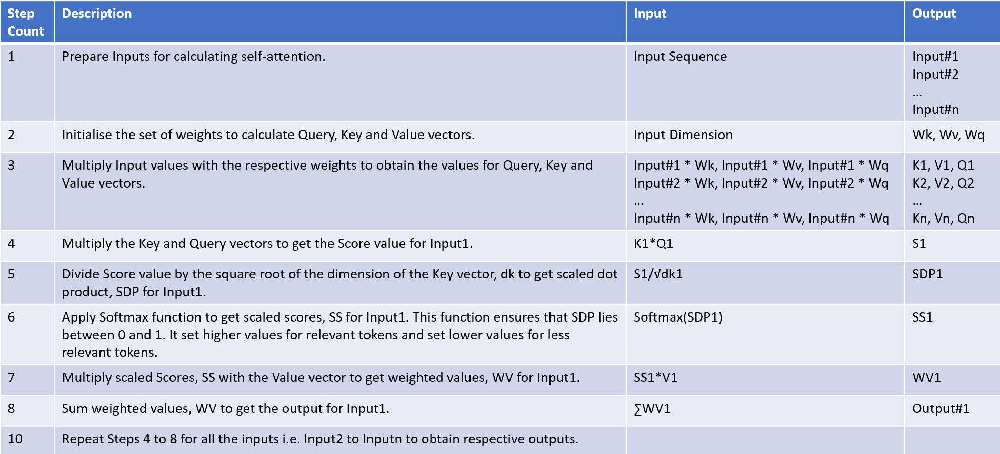 Step Count
Description
Input
Output
1
Prepare Inputs for calculating self-attention.
Input Sequence
Input#1
Input#2
...
Input#n
2
Initialise the set of weights to calculate Query, Key and Value vectors.
Input Dimension
Wk, Wv, Wq
3
Multiply Input values with the respective weights to obtain the values for Query, Key and
Value vectors.
Input#1 * Wk, Input#1 * Wv, Input#1 * Wq
Input#2 * Wk, Input#2 * Wv, Input#2 * Wq
...
Input#n * Wk, Input#n * Wv, Input#n * Wq
K1, V1, Q1
K2, V2, Q2
...
Kn, Vn, Qn
4
Multiply the Key and Query vectors to get the Score value for Input1.
K1*Q1
S1
5
Divide Score value by the square root of the dimension of the Key vector, dk to get scaled dot
product, SDP for Input1.
S1/√dk1
SDP1
6
Apply Softmax function to get scaled scores, SS for Input1. This function ensures that SDP lies
between 0 and 1. It set higher values for relevant tokens and set lower values for less
relevant tokens.
Softmax(SDP1)
SS1
7
Multiply scaled Scores, SS with the Value vector to get weighted values, WV for Input1.
SS1*V1
WV1
8
Sum weighted values, WV to get the output for Input1.
∑WV1
Output#1
10
Repeat Steps 4 to 8 for all the inputs i.e. Input2 to Inputn to obtain respective outputs.